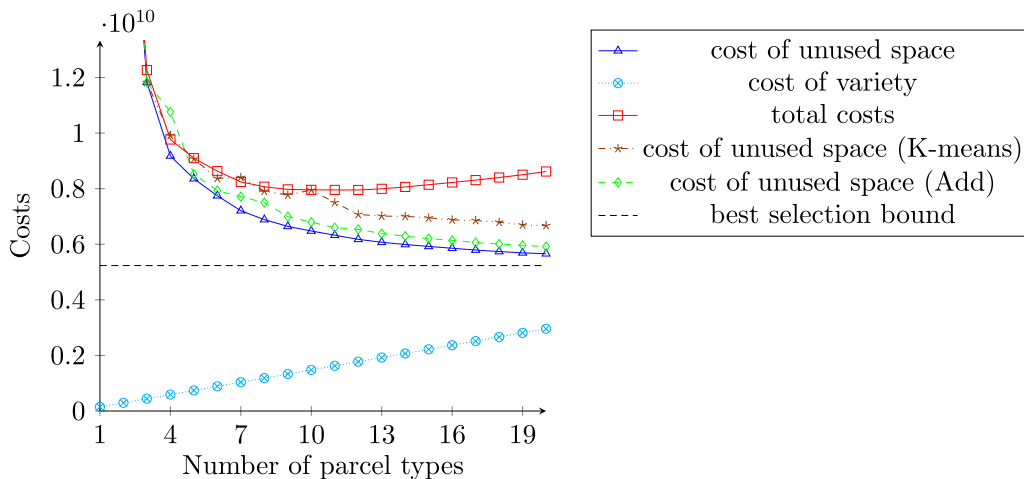 ·10^10
1.2
1
0.8
0.6
0.4
0.2
0
1 4 7 10 13 16 19
Number of parcel types
Costs
cost of unused space
cost of variety
total costs
cost of unused space (K-means)
cost of unused space (Add)
best selection bound